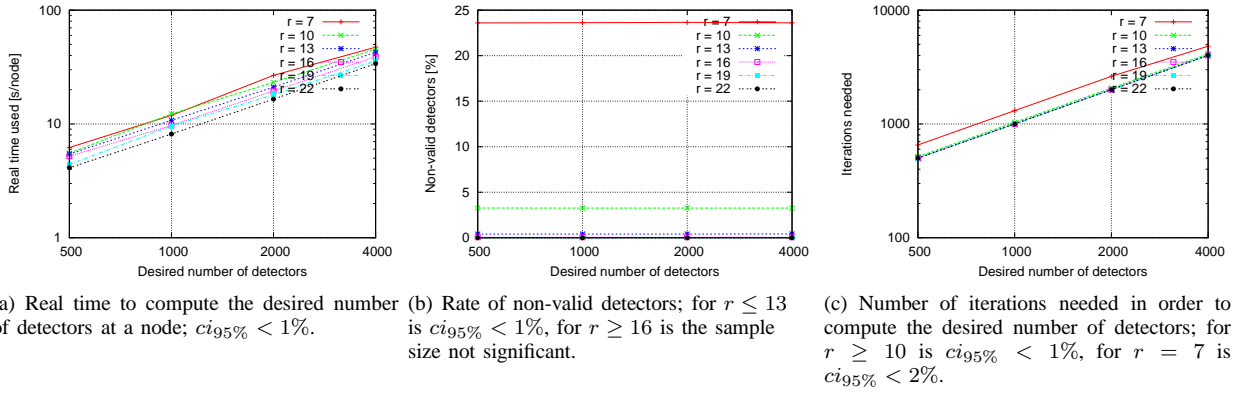 100
10
1
500
1000
2000
4000
Real time used [s/node]
Desired number of detectors
r = 7
r = 10
r = 13
r = 16
r = 19
r = 22
25
20
15
10
5
0
500
1000
2000
4000
Non-valid detectors [%]
Desired number of detectors
r = 7
r = 10
r = 13
r = 16
r = 19
r = 22
10000
1000
100
500
1000
2000
4000
Iterations needed
Desired number of detectors
r = 7
r = 10
r = 13
r = 16
r = 19
r = 22
a) Real time to compute the desired number
of detectors at a node; ci95% < 1%.
(b) Rate of non-valid detectors; for r ≤ 13
is ci95% < 1%, for r ≥ 16 is the sample
size not significant.
(c) Number of iterations needed in order to
compute the desired number of detectors; for
r ≥ 10 is ci95% < 1%, for r = 7 is
ci95% < 2%.